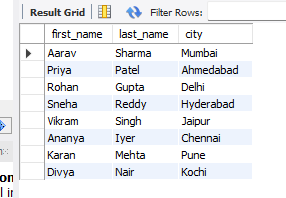 Result Grid Filter Rows:
first_name last_name city
Aarav Sharma Mumbai
Priya Patel Ahmedabad
Rohan Gupta Delhi
Sneha Reddy Hyderabad
Vikram Singh Jaipur
Ananya Iyer Chennai
Karan Mehta Pune
Divya Nair Kochi